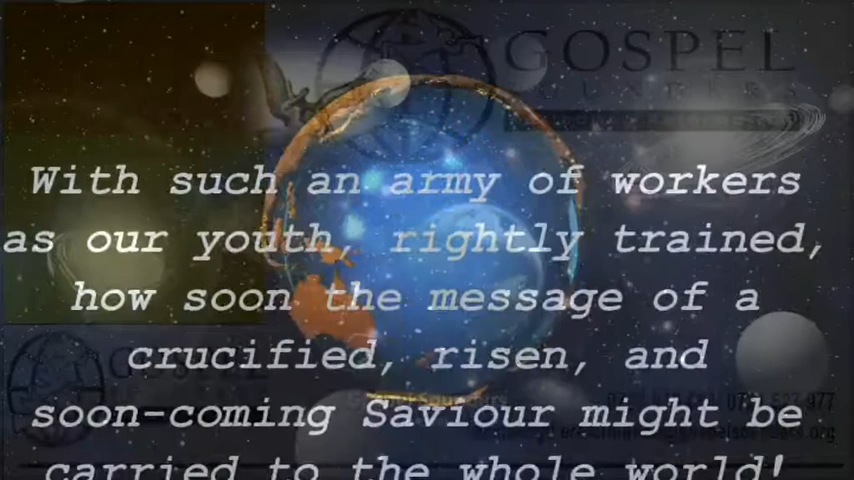 GOSPEL
With such an army of workers
as our youth, rightly trained,
how soon the message of a
crucified, risen, and
soon-coming Saviour might be
carried to the whole world!